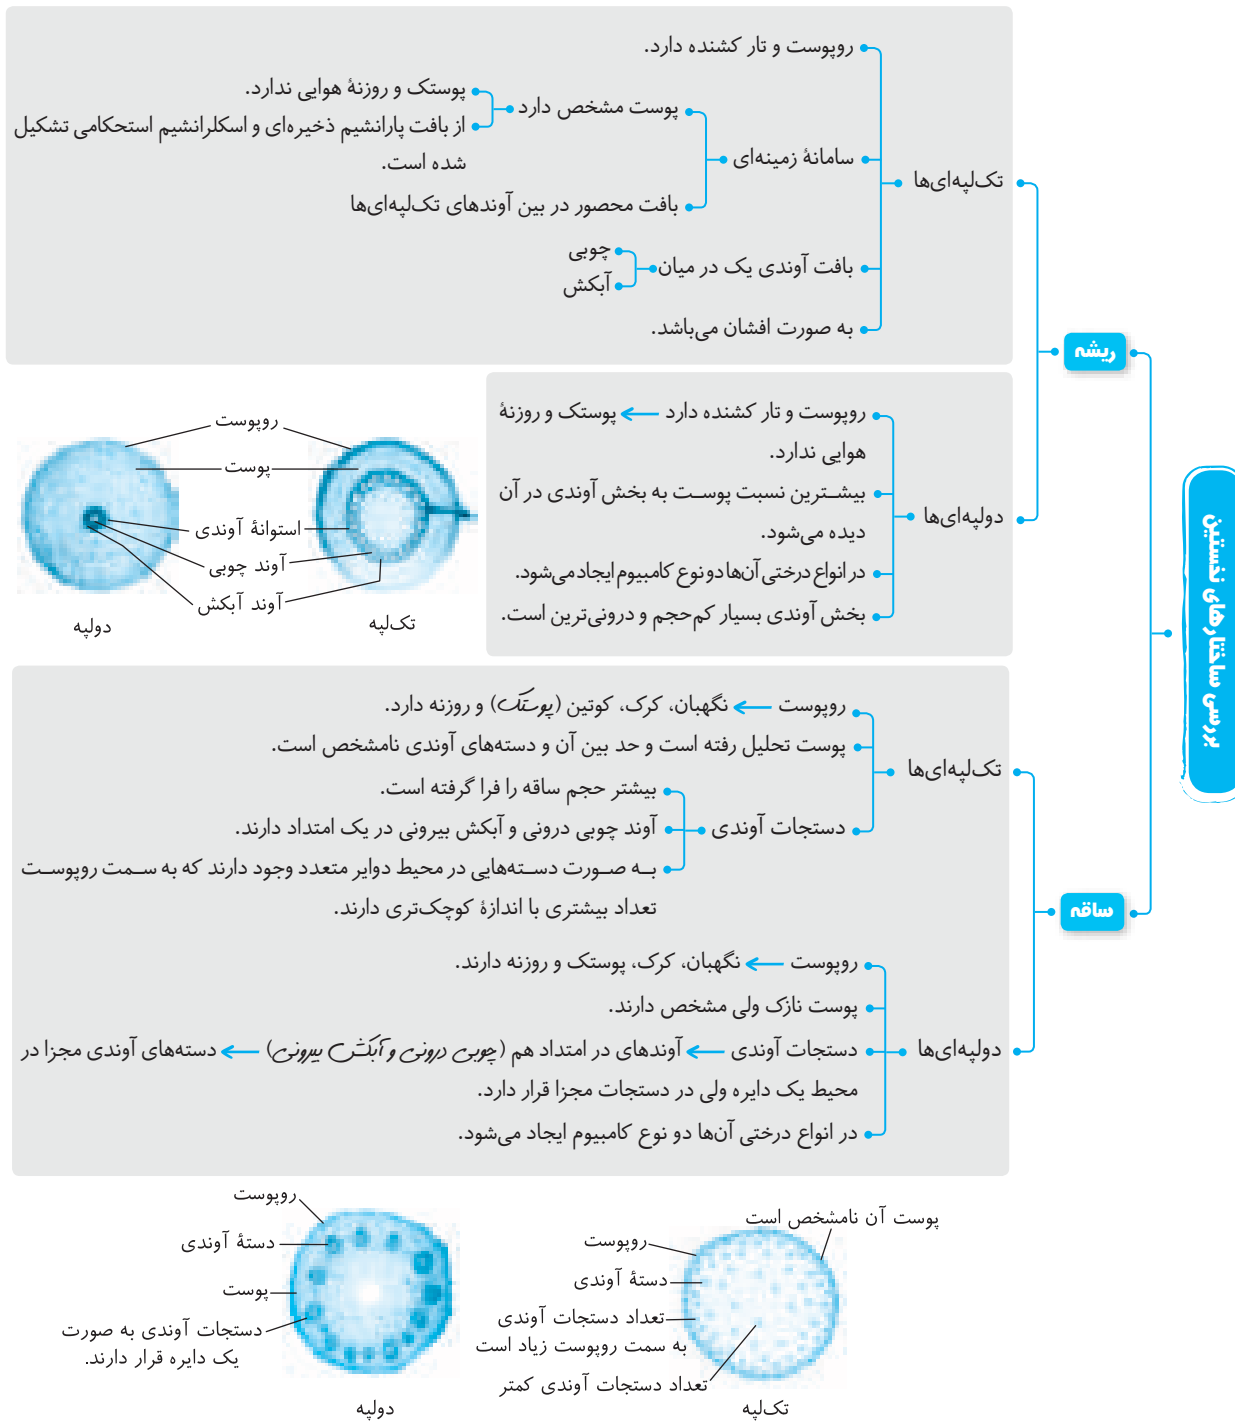 بررسی ساختارهای نخستین
ریشه
تک‌لپه‌ای‌ها
روپوست و تار کشنده دارد.
سامانهٔ زمینه‌ای
پوست مشخص دارد
پوستک و روزنهٔ هوایی ندارد.
از بافت پارانشیم ذخیره‌ای و اسکلرانشیم استحکامی تشکیل
شده است.
بافت محصور در بین آوندهای تک‌لپه‌ای‌ها
بافت آوندی یک در میان
چوبی
آبکش
به صورت افشان می‌باشد.
دولپه‌ای‌ها
روپوست و تار کشنده دارد ← پوستک و روزنهٔ
هوایی ندارد.
بیشـترین نسبت پوسـت به بخش آوندی در آن
دیده می‌شود.
در انواع درختی آن‌ها دو نوع کامبیوم ایجاد می‌شود.
بخش آوندی بسیار کم‌حجم و درونی‌ترین است.
روپوست
پوست
استوانهٔ آوندی
آوند چوبی
آوند آبکش
تک‌لپه
دولپه
ساقه
تک‌لپه‌ای‌ها
روپوست ← نگهبان، کرک، کوتین (پوستک) و روزنه دارد.
پوست تحلیل رفته است و حد بین آن و دسته‌های آوندی نامشخص است.
دستجات آوندی
بیشتر حجم ساقه را فرا گرفته است.
آوند چوبی درونی و آبکش بیرونی در یک امتداد دارند.
بـه صـورت دسـته‌هایی در محیط دوایر متعدد وجود دارند که به سـمت روپوسـت
تعداد بیشتری با اندازهٔ کوچک‌تری دارند.
دولپه‌ای‌ها
روپوست ← نگهبان، کرک، پوستک و روزنه دارند.
پوست نازک ولی مشخص دارند.
دستجات آوندی ← آوندهای در امتداد هم (چوبی درونی و آبکش بیرونی) ← دسته‌های آوندی مجزا در
محیط یک دایره ولی در دستجات مجزا قرار دارد.
در انواع درختی آن‌ها دو نوع کامبیوم ایجاد می‌شود.
پوست آن نامشخص است
روپوست
دستهٔ آوندی
تعداد دستجات آوندی
به سمت روپوست زیاد است
تعداد دستجات آوندی کمتر
تک‌لپه
روپوست
دستهٔ آوندی
پوست
دستجات آوندی به صورت
یک دایره قرار دارند.
دولپه